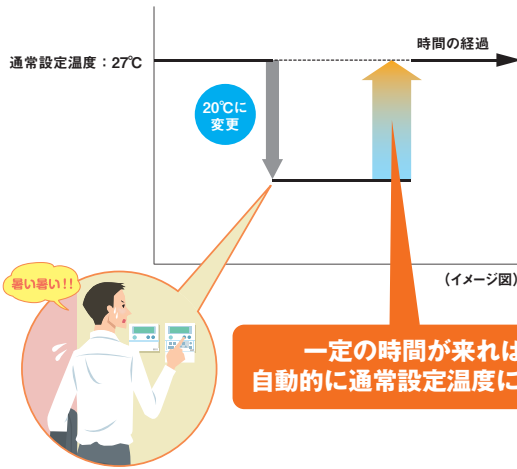 時間の経過
通常設定温度：27℃
20℃に
変更
(イメージ図)
暑い暑い!!
一定の時間が来れば
自動的に通常設定温度に